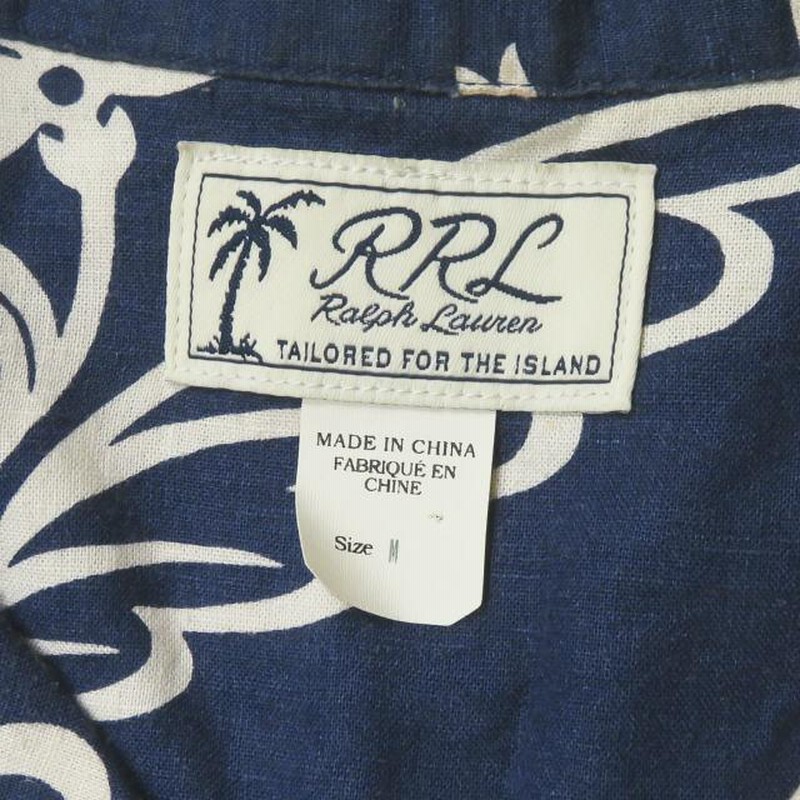 RRL
Ralph Lauren
TAILORED FOR THE ISLAND
MADE IN CHINA
FABRIQUÉ EN
CHINE
Size M